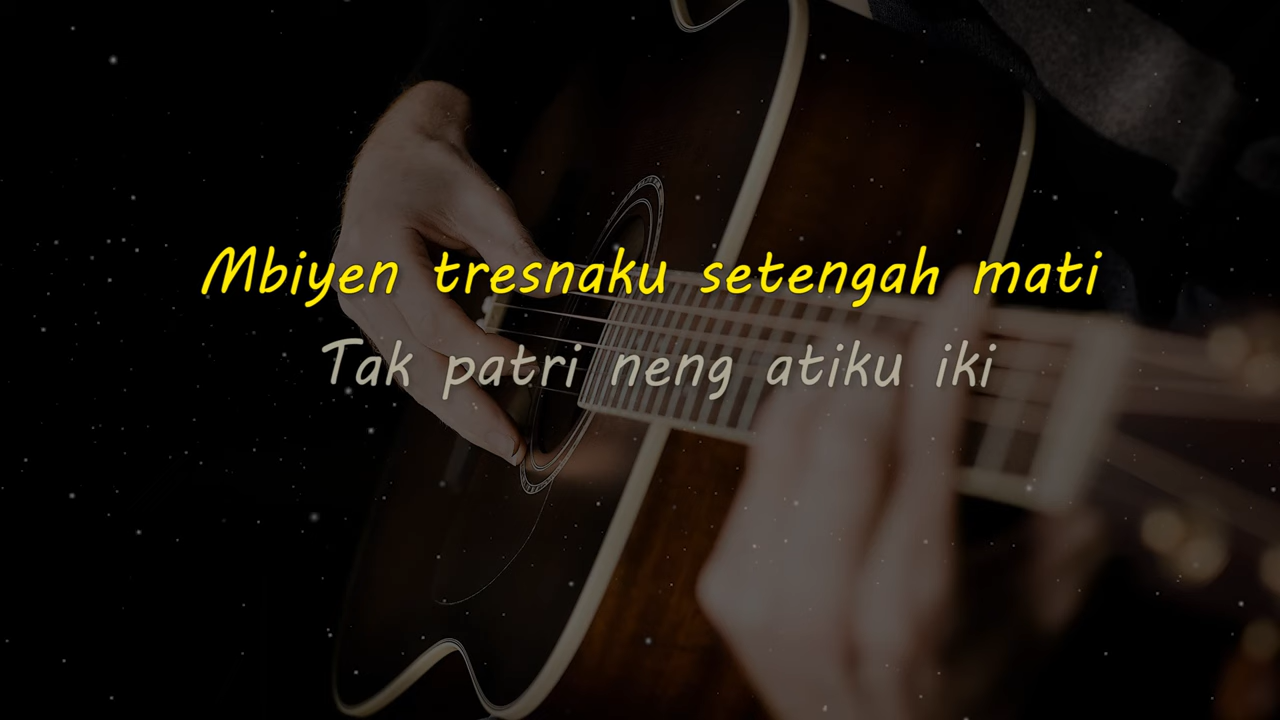 Mbiyen tresnaku setengah mati
Tak patri neng atiku iki